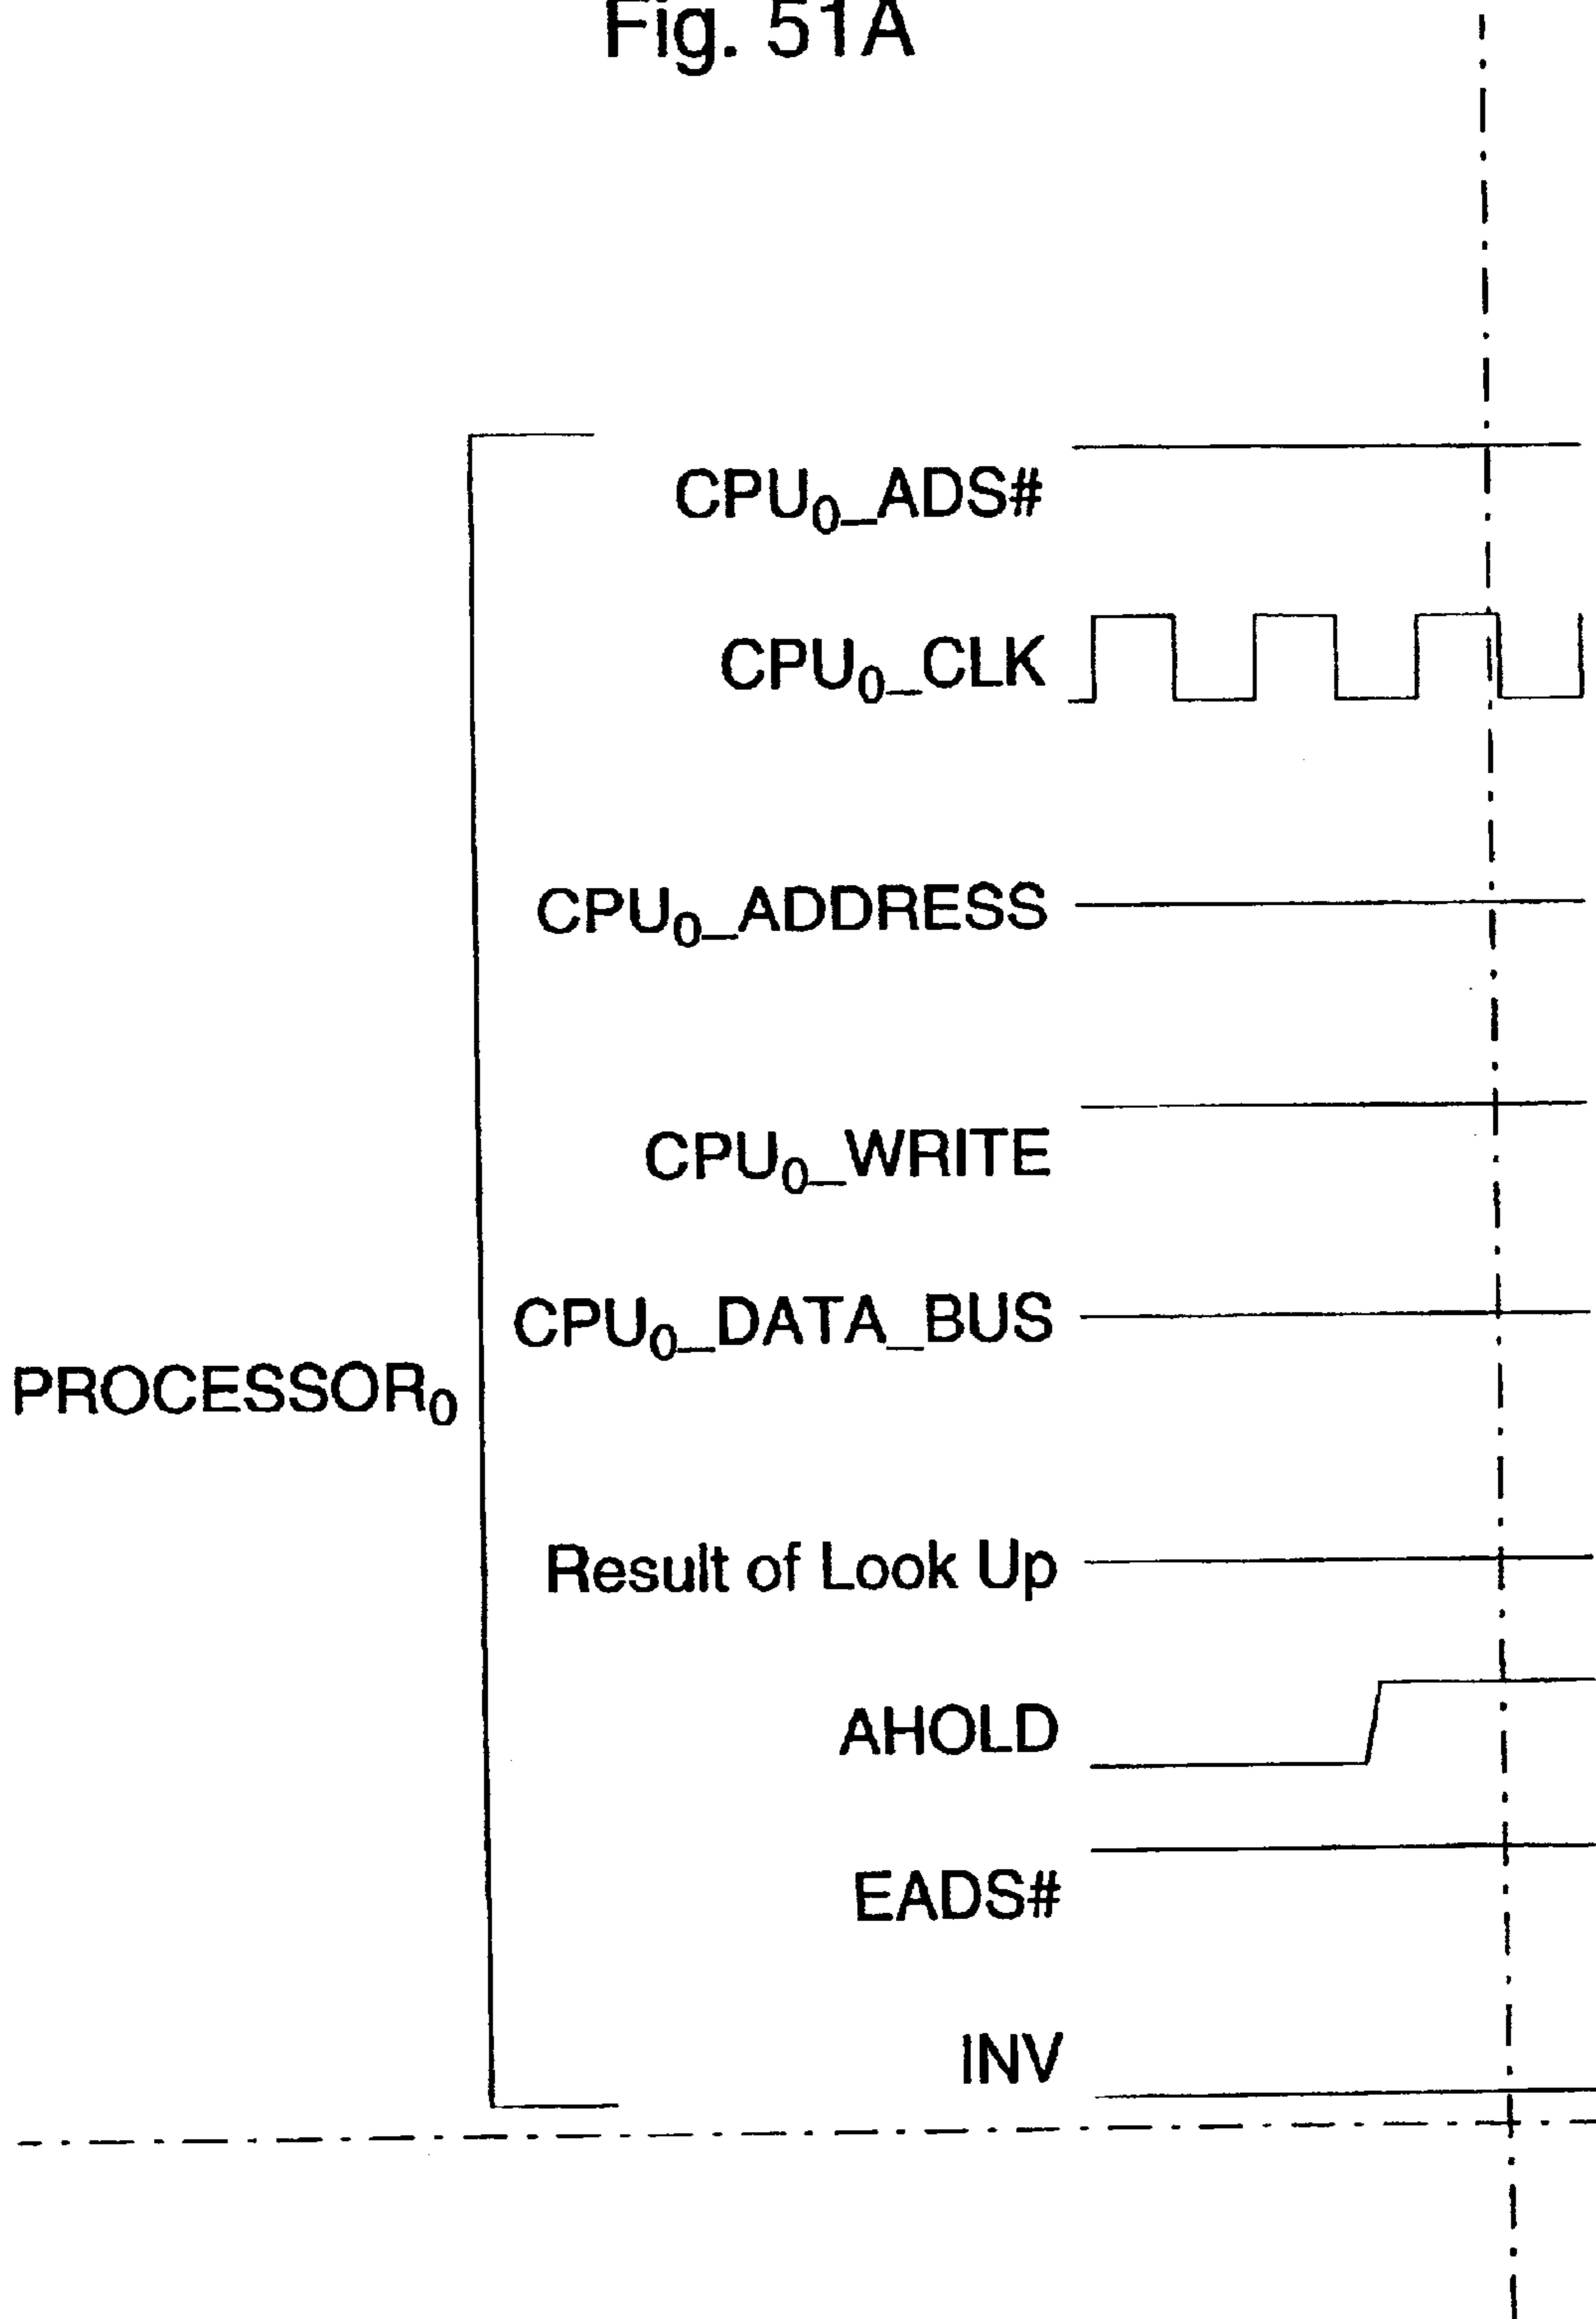 Fig. 51A
CPU₀_ADS#
CPU₀_CLK
CPU₀_ADDRESS
CPU₀_WRITE
CPU₀_DATA_BUS
PROCESSOR₀
Result of Look Up
AHOLD
EADS#
INV